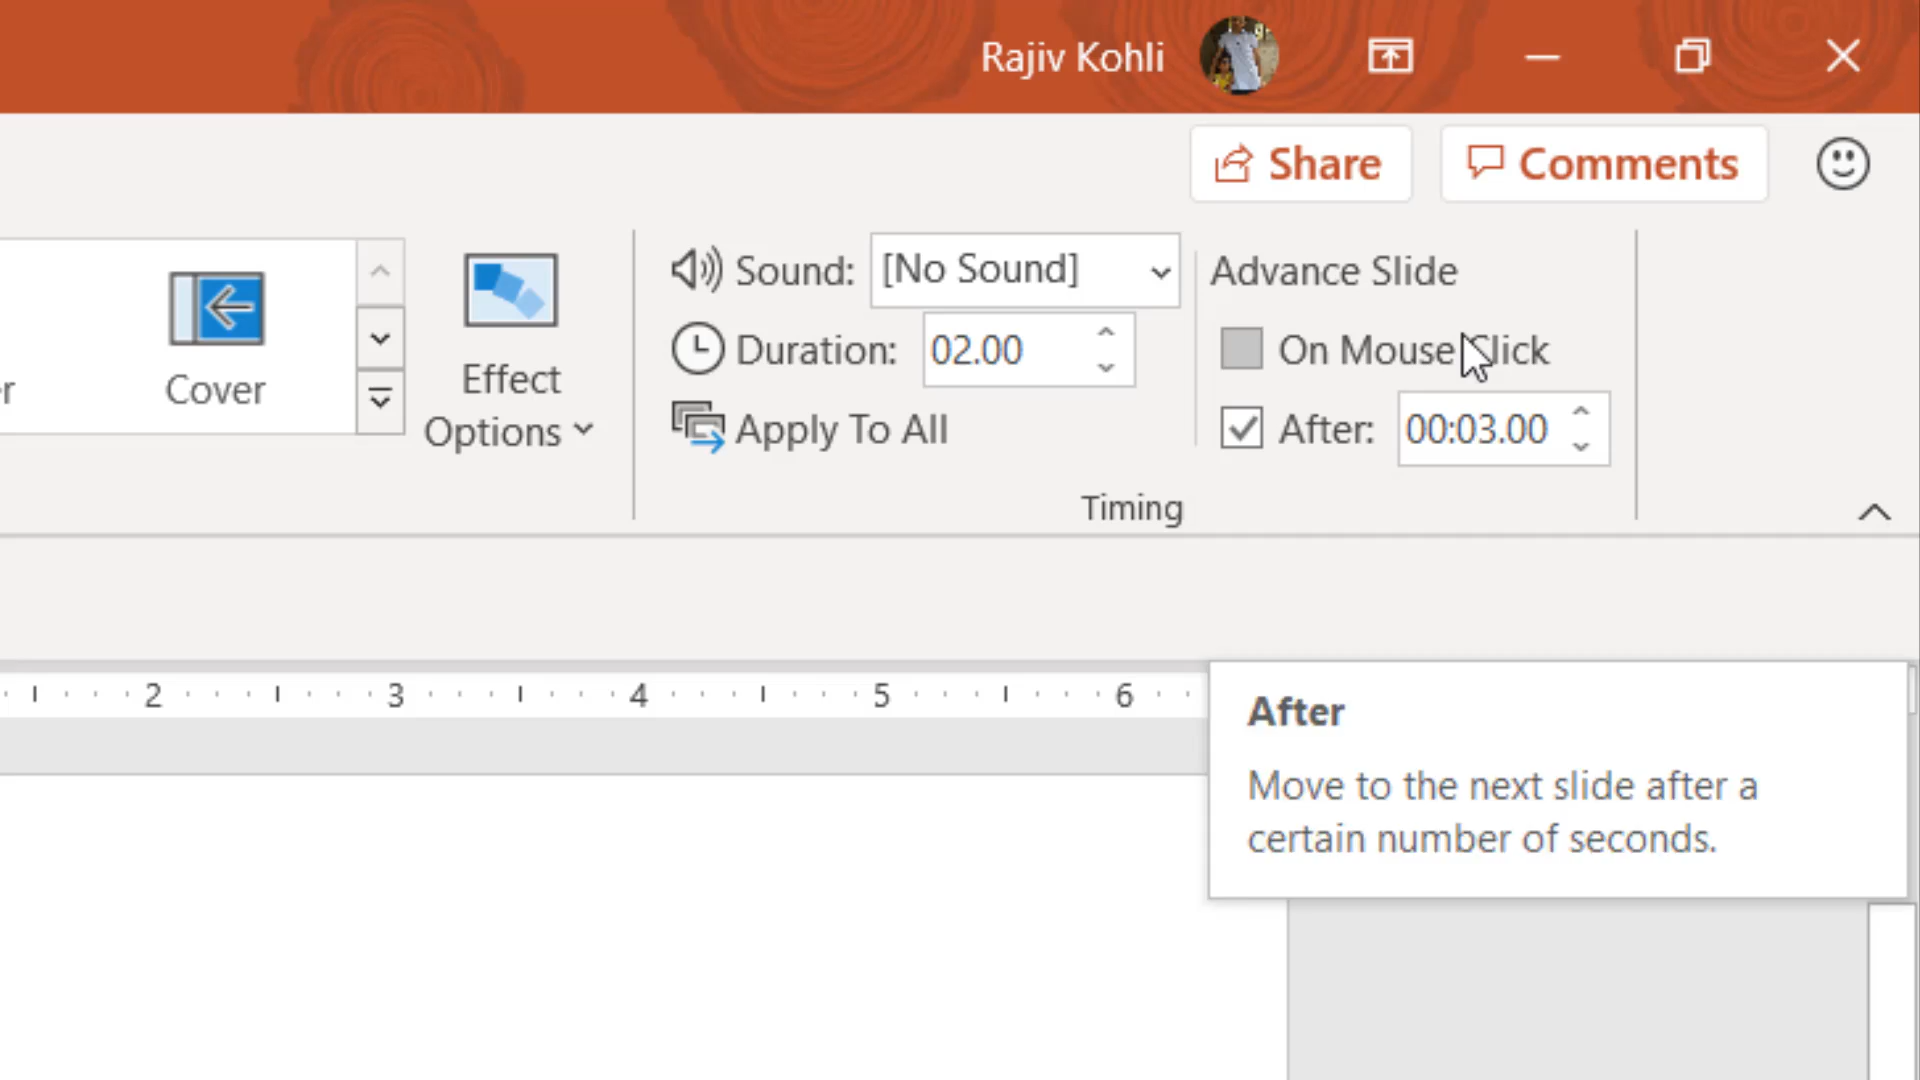 Rajiv Kohli
Share
Comments
Sound: [No Sound]
Advance Slide
Duration: 02.00
On Mouse Click
Cover
Effect
Options
Apply To All
After: 00:03.00
r
Timing
2 3 4 5 6
After
Move to the next slide after a
certain number of seconds.